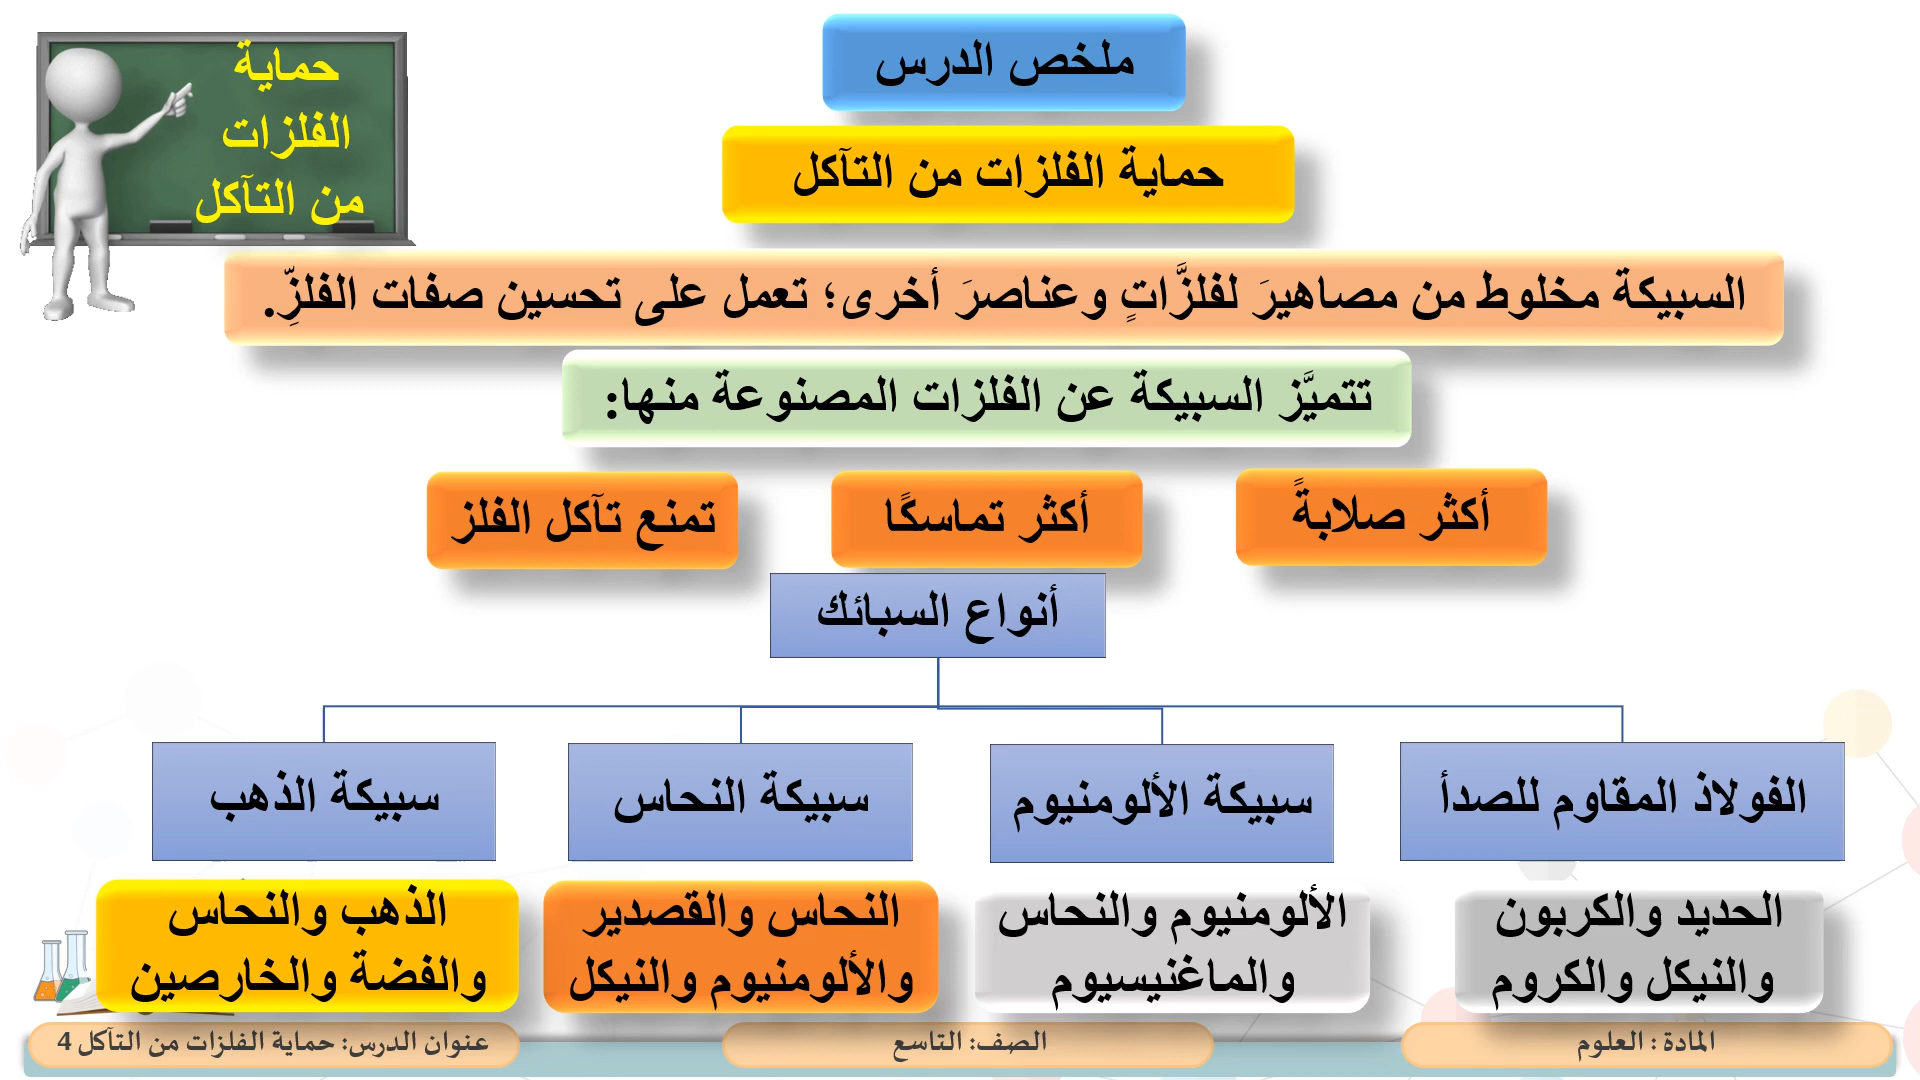 ملخص الدرس
حماية
الفلزات
من التآكل
حماية الفلزات من التآكل
السبيكة مخلوط من مصاهيرَ لفلزَّاتٍ وعناصرَ أخرى؛ تعمل على تحسين صفات الفلزِّ.
تتميَّز السبيكة عن الفلزات المصنوعة منها:
أكثر صلابةً
أكثر تماسكًا
تمنع تآكل الفلز
أنواع السبائك
الفولاذ المقاوم للصدأ
سبيكة الألومنيوم
سبيكة النحاس
سبيكة الذهب
الحديد والكربون
والنيكل والكروم
الألومنيوم والنحاس
والماغنيسيوم
النحاس والقصدير
والألومنيوم والنيكل
الذهب والنحاس
والفضة والخارصين
المادة : العلوم
الصف: التاسع
عنوان الدرس: حماية الفلزات من التآكل 4